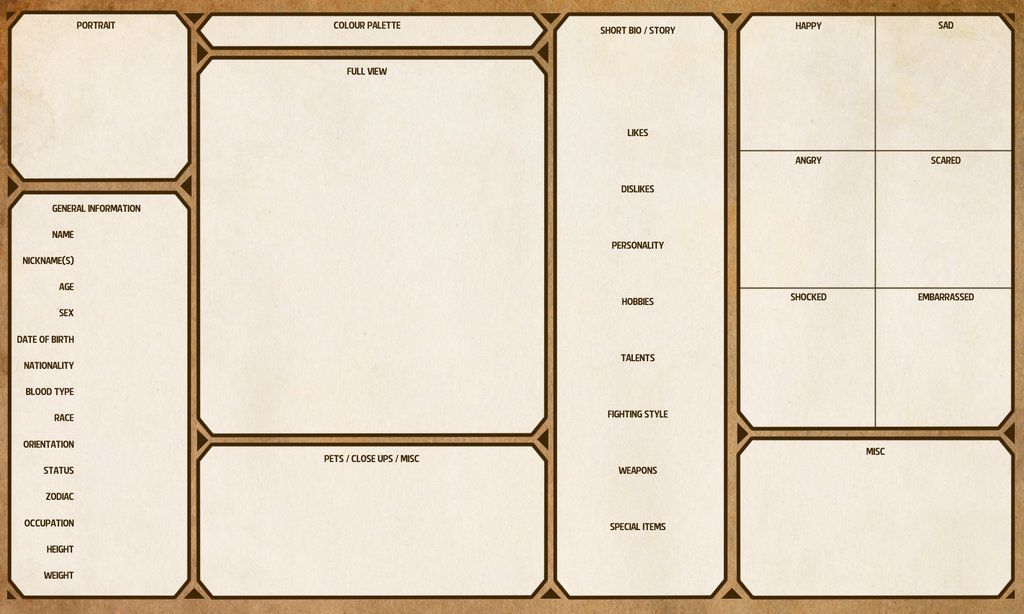 PORTRAIT
GENERAL INFORMATION
NAME
NICKNAME(S)
AGE
SEX
DATE OF BIRTH
NATIONALITY
BLOOD TYPE
RACE
ORIENTATION
STATUS
ZODIAC
OCCUPATION
HEIGHT
WEIGHT
COLOUR PALETTE
FULL VIEW
PETS / CLOSE UPS / MISC
SHORT BIO / STORY
LIKES
DISLIKES
PERSONALITY
HOBBIES
TALENTS
FIGHTING STYLE
WEAPONS
SPECIAL ITEMS
HAPPY
SAD
ANGRY
SCARED
SHOCKED
EMBARRASSED
MISC